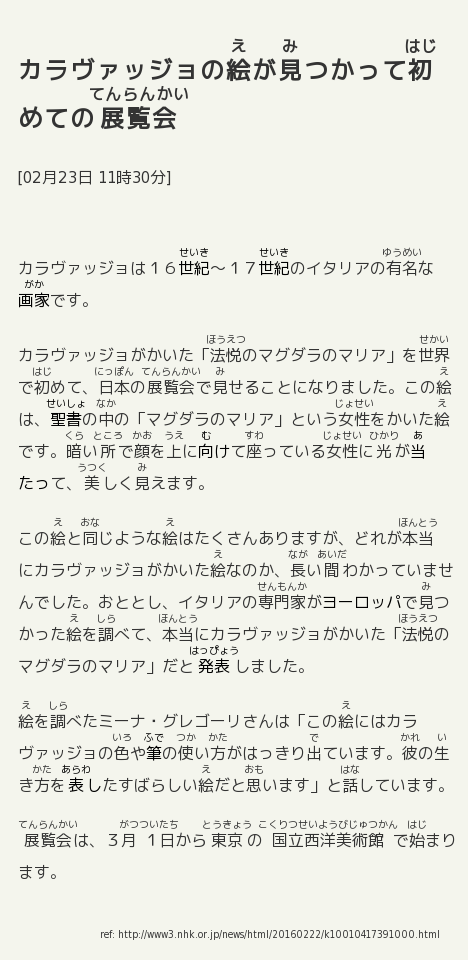 カラヴァッジョの絵が見つかって初
めての展覧会
[02月23日 11時30分]
カラヴァッジョは１６世紀～１７世紀のイタリアの有名な
画家です。
カラヴァッジョがかいた「法悦のマグダラのマリア」を世界
で初めて、日本の展覧会で見せることになりました。この絵
は、聖書の中の「マグダラのマリア」という女性をかいた絵
です。暗い所で顔を上に向けて座っている女性に光が当
たって、美しく見えます。
この絵と同じような絵はたくさんありますが、どれが本当
にカラヴァッジョがかいた絵なのか、長い間わかっていませ
んでした。おととし、イタリアの専門家がヨーロッパで見つ
かった絵を調べて、本当にカラヴァッジョがかいた「法悦の
マグダラのマリア」だと発表しました。
絵を調べたミーナ・グレゴーリさんは「この絵にはカラ
ヴァッジョの色や筆の使い方がはっきり出ています。彼の生
き方を表したすばらしい絵だと思います」と話しています。
展覧会は、３月１日から東京の国立西洋美術館で始まり
ます。
ref: http://www3.nhk.or.jp/news/html/20160222/k10010417391000.html